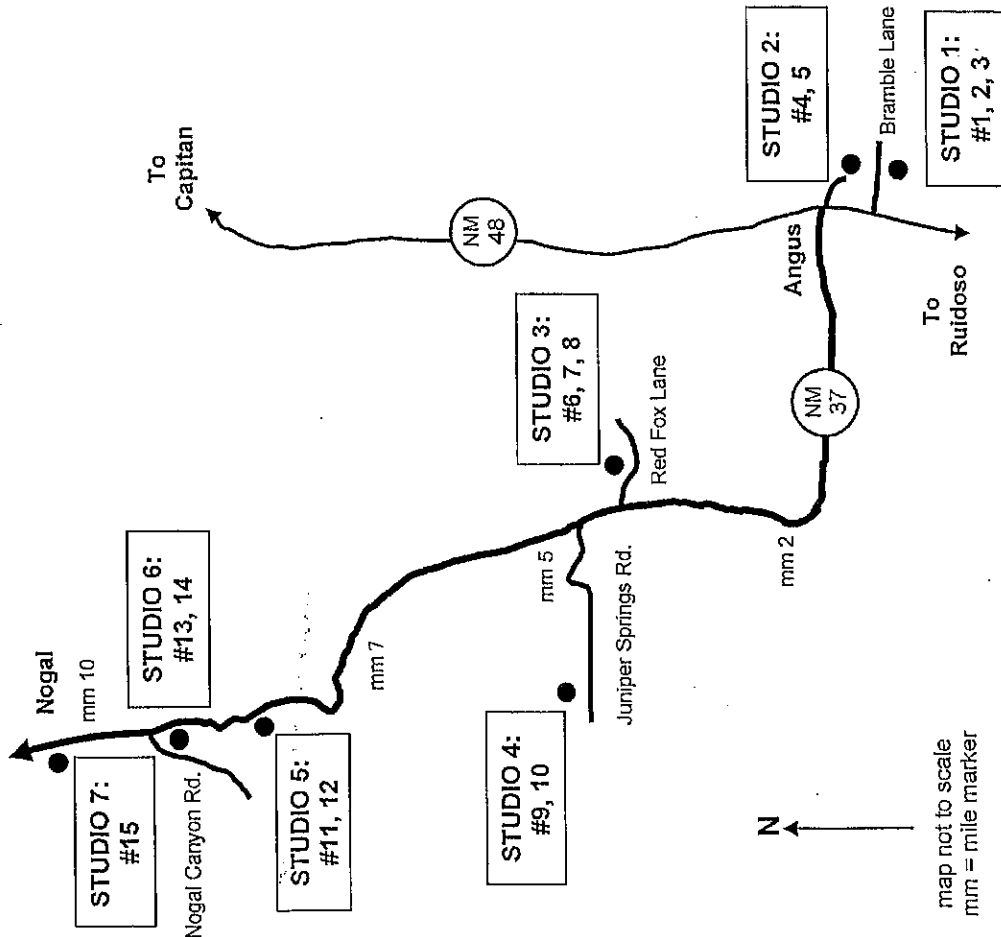 To
Capitan
NM
48
STUDIO 2:
#4, 5
Bramble Lane
STUDIO 1:
#1, 2, 3
Angus
To
Ruidoso
NM
37
STUDIO 3:
#6, 7, 8
Red Fox Lane
mm 2
mm 5
Juniper Springs Rd.
STUDIO 4:
#9, 10
mm 7
STUDIO 6:
#13, 14
Nogal
mm 10
STUDIO 7:
#15
Nogal Canyon Rd.
STUDIO 5:
#11, 12
N
map not to scale
mm = mile marker